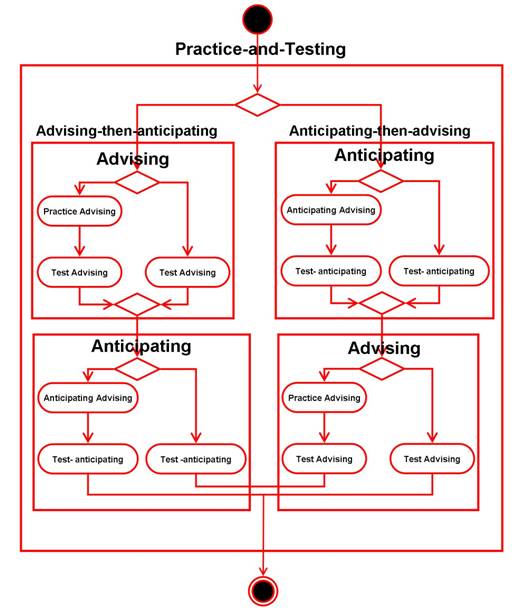 Practice-and-Testing
Advising-then-anticipating
Anticipating-then-advising
Advising
Anticipating
Practice Advising
Anticipating Advising
Test Advising
Test Advising
Test- anticipating
Test- anticipating
Anticipating
Advising
Anticipating Advising
Practice Advising
Test- anticipating
Test -anticipating
Test Advising
Test Advising